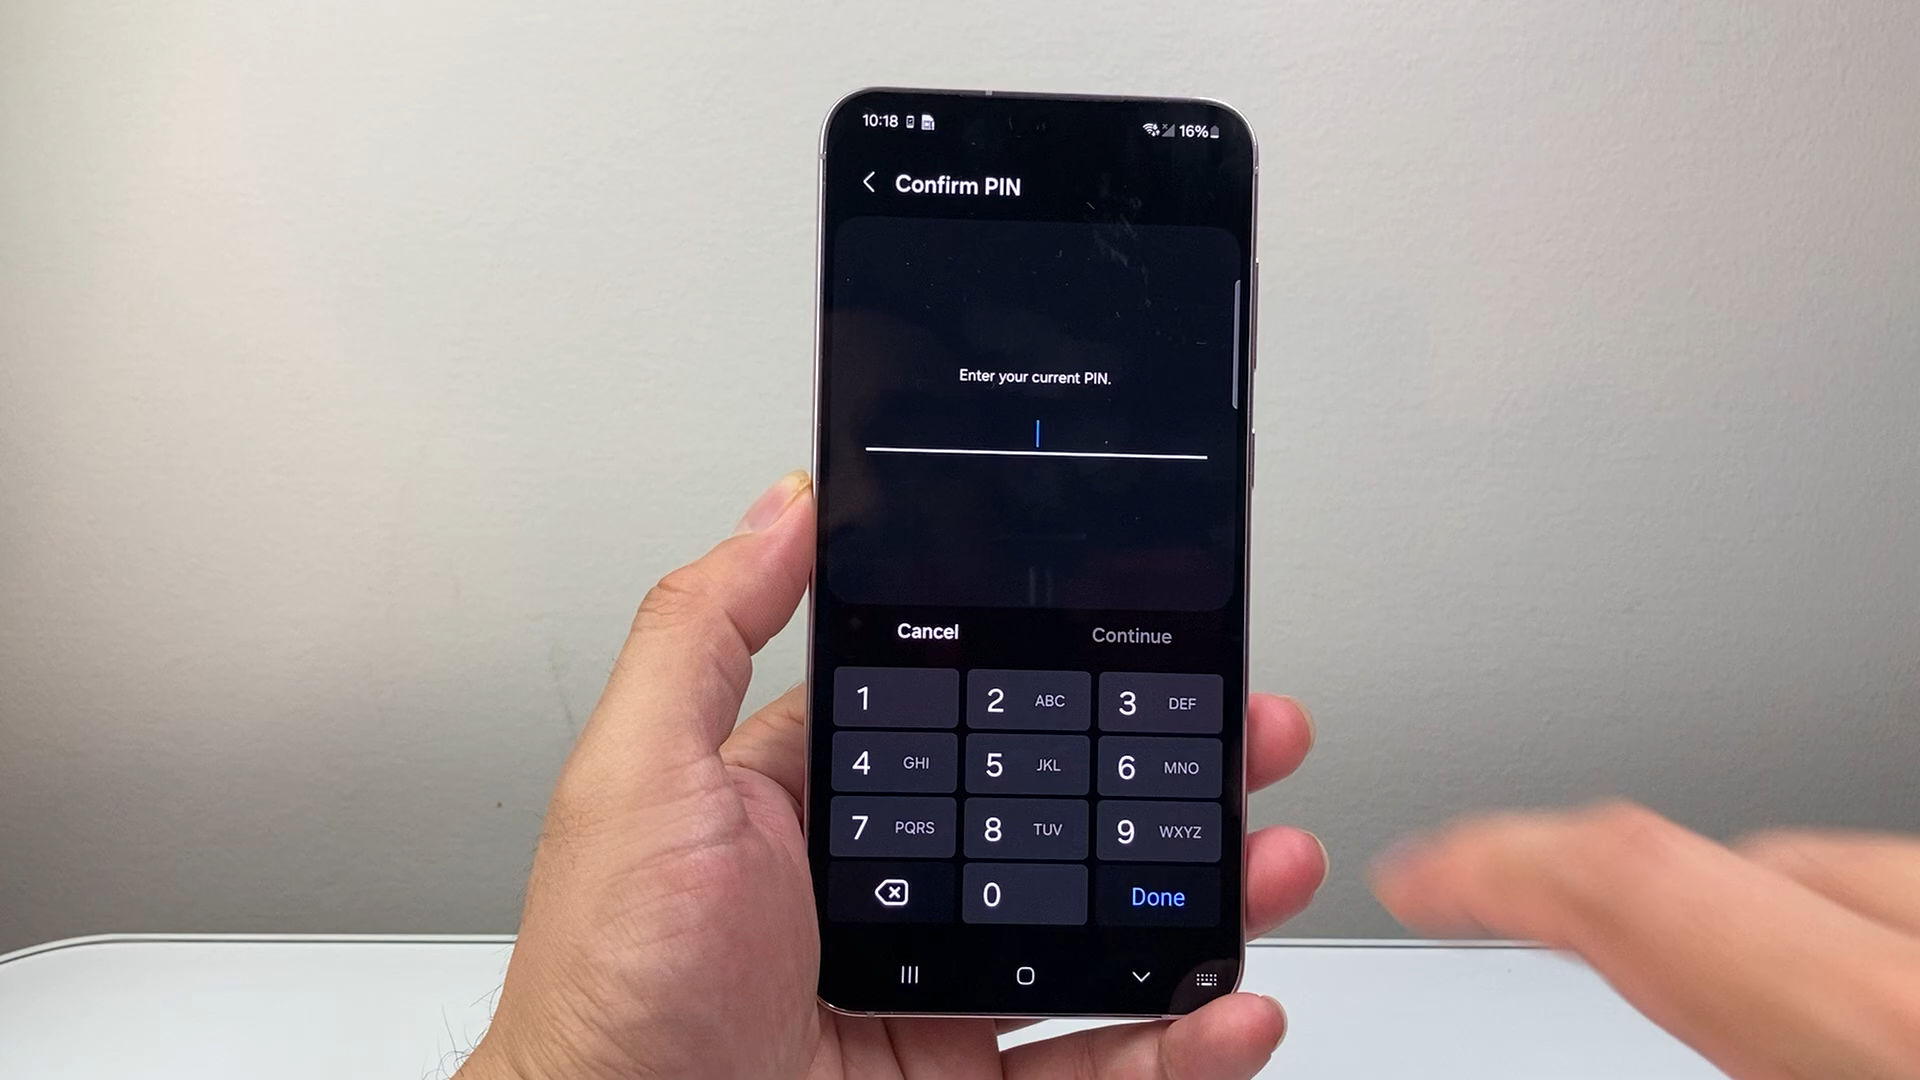 10:18 16%
Confirm PIN
Enter your current PIN.
Cancel Continue
1 2 ABC 3 DEF
4 GHI 5 JKL 6 MNO
7 PQRS 8 TUV 9 WXYZ
0 Done